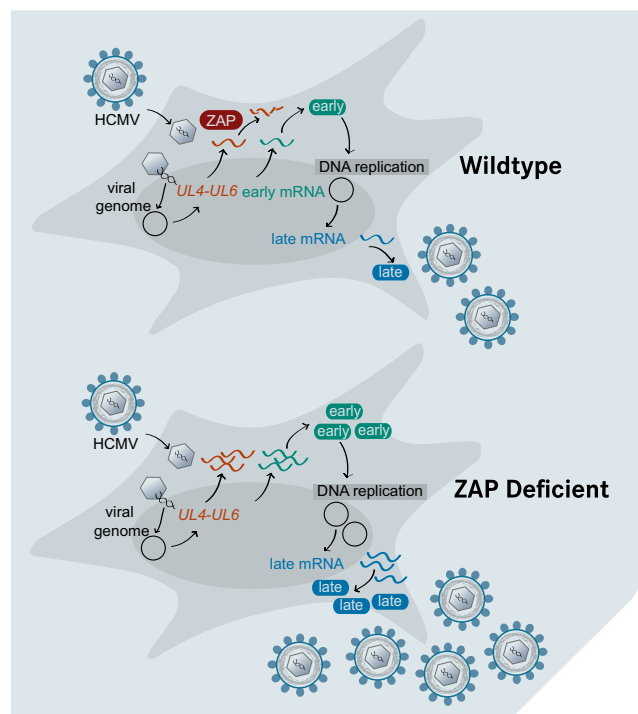 HCMV
ZAP
early
DNA replication
Wildtype
viral
genome
UL4-UL6
early mRNA
late mRNA
late
HCMV
early
early early
DNA replication
ZAP Deficient
viral
genome
UL4-UL6
late mRNA
late
late late